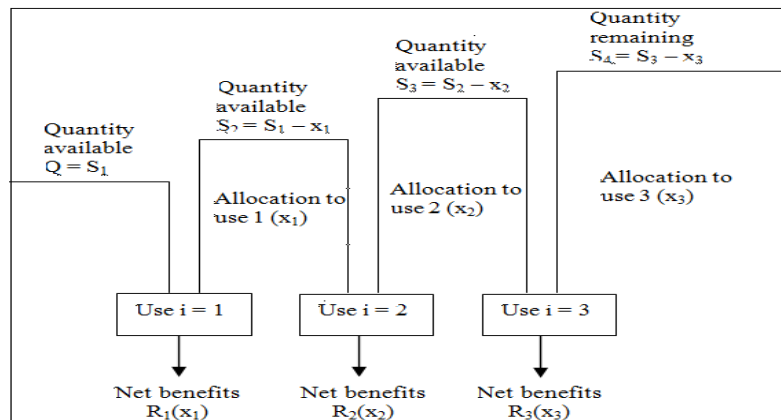 Quantity
remaining
S₄ = S₃ – x₃
Quantity
available
S₃ = S₂ – x₂
Quantity
available
S₂ = S₁ – x₁
Quantity
available
Q = S₁
Allocation to
use 1 (x₁)
Allocation to
use 2 (x₂)
Allocation to
use 3 (x₃)
Use i = 1
Use i = 2
Use i = 3
Net benefits
R₁(x₁)
Net benefits
R₂(x₂)
Net benefits
R₃(x₃)